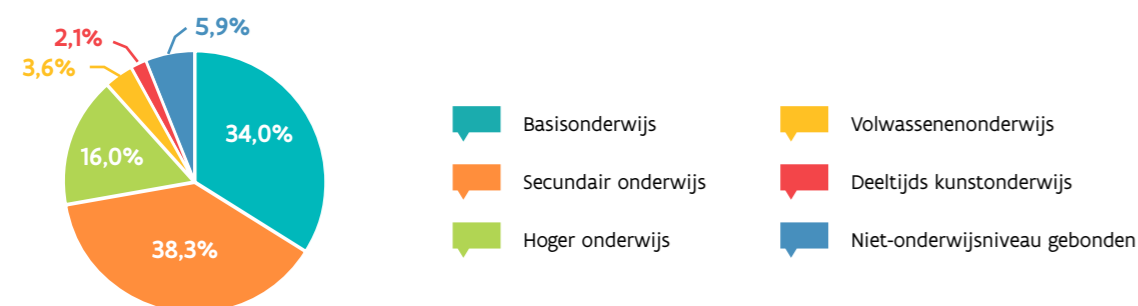 5,9%
2,1%
3,6%
34,0%
16,0%
38,3%
Basisonderwijs
Secundair onderwijs
Hoger onderwijs
Volwassenenonderwijs
Deeltijds kunstonderwijs
Niet-onderwijsniveau gebonden